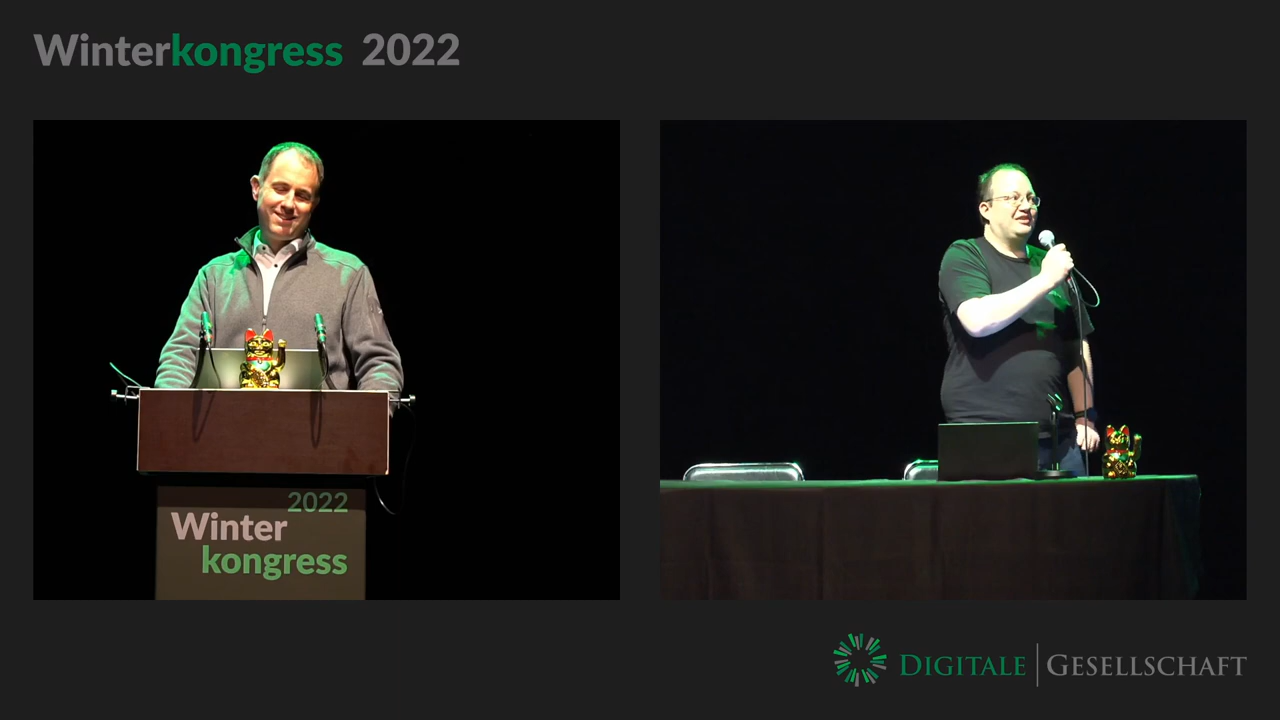 Winterkongress 2022
2022
Winter
kongress
DIGITALE GESELLSCHAFT